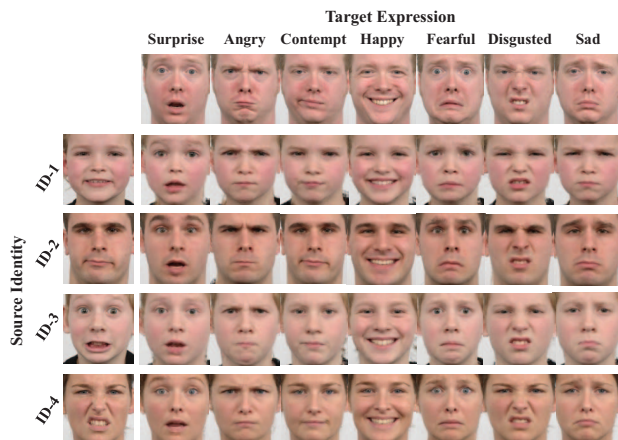 Target Expression
Surprise Angry Contempt Happy Fearful Disgusted Sad
Source Identity
ID-1
ID-2
ID-3
ID-4